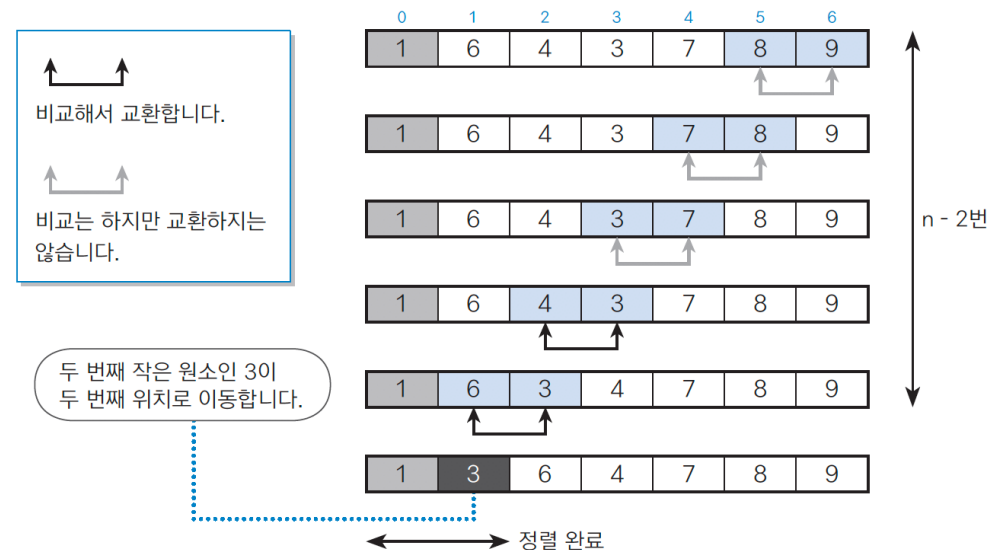 0 1 2 3 4 5 6
1 6 4 3 7 8 9
비교해서 교환합니다.
1 6 4 3 7 8 9
비교는 하지만 교환하지는
않습니다.
1 6 4 3 7 8 9
n - 2번
1 6 4 3 7 8 9
두 번째 작은 원소인 3이
두 번째 위치로 이동합니다.
1 6 3 4 7 8 9
1 3 6 4 7 8 9
정렬 완료